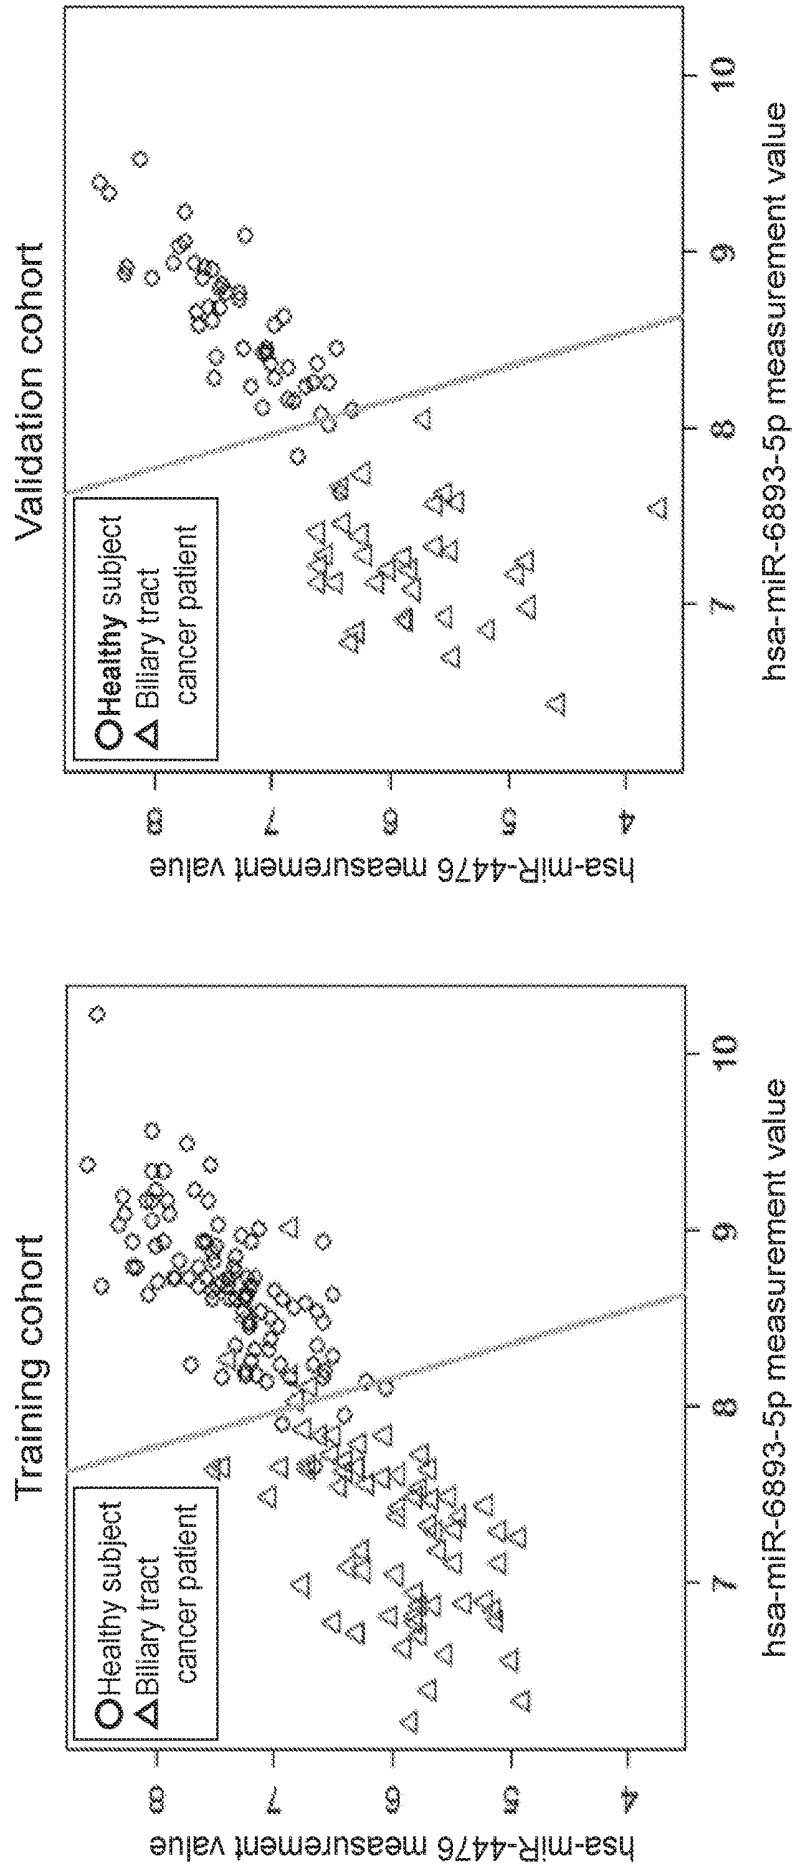 Training cohort
O Healthy subject
△ Biliary tract
cancer patient
hsa-miR-4476 measurement value
8
7
6
5
4
7
8
9
10
hsa-miR-6893-5p measurement value
Validation cohort
O Healthy subject
△ Biliary tract
cancer patient
hsa-miR-4476 measurement value
8
7
6
5
4
7
8
9
10
hsa-miR-6893-5p measurement value